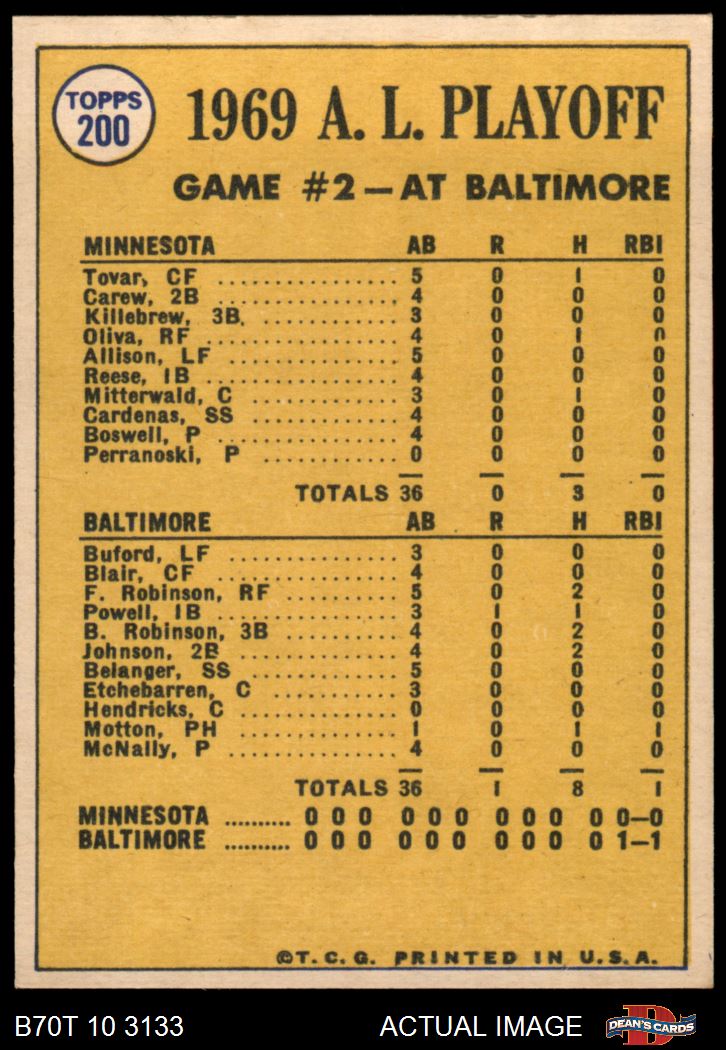 TOPPS
200
1969 A. L. PLAYOFF
GAME #2—AT BALTIMORE
MINNESOTA AB R H RBI
Tovar, CF ................. 5 0 1 0
Carew, 2B ................. 4 0 0 0
Killebrew, 3B. ............. 3 0 0 0
Oliva, RF .................. 4 0 1 0
Allison, LF ................ 5 0 0 0
Reese, 1B .................. 4 0 0 0
Mitterwald, C .............. 3 0 1 0
Cardenas, SS ............... 4 0 0 0
Boswell, P ................. 4 0 0 0
Perranoski, P ............. 0 0 0 0
TOTALS 36 0 3 0
BALTIMORE AB R H RBI
Buford, LF ................ 3 0 0 0
Blair, CF ................. 4 0 0 0
F. Robinson, RF ........... 5 0 2 0
Powell, 1B ................ 3 1 1 0
B. Robinson, 3B ........... 4 0 2 0
Johnson, 2B ............... 4 0 2 0
Belanger, SS .............. 5 0 0 0
Etchebarren, C ............ 3 0 0 0
Hendricks, C .............. 0 0 0 0
Motton, PH ................ 1 0 1 1
McNally, P ................ 4 0 0 0
TOTALS 36 1 8 1
MINNESOTA .......... 0 0 0 0 0 0 0 0 0 0 0—0
BALTIMORE .......... 0 0 0 0 0 0 0 0 0 0 1—1
©T. C. G. PRINTED IN U. S. A.
B70T 10 3133 ACTUAL IMAGE DEAN'S CARDS